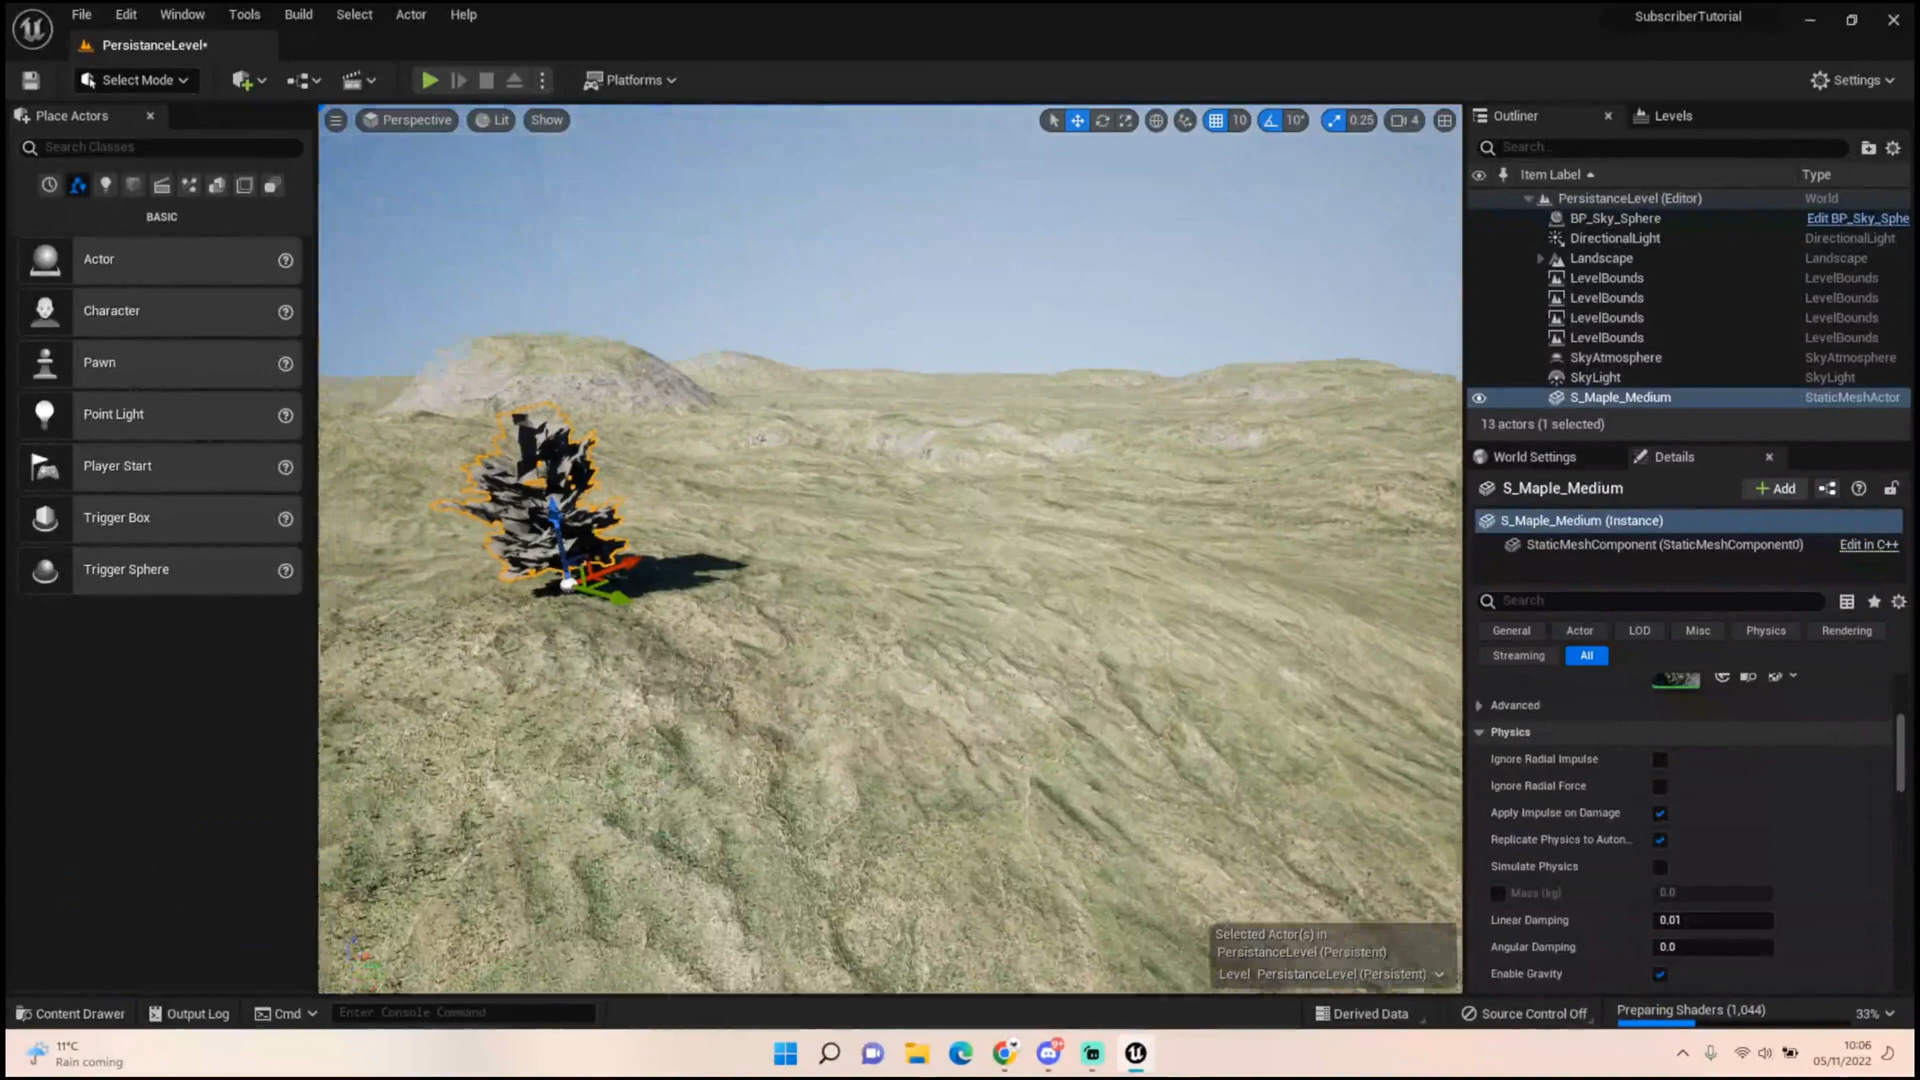 File Edit Window Tools Build Select Actor Help
SubscriberTutorial
PersistanceLevel*
Select Mode
Platforms
Settings
Place Actors
Search Classes
BASIC
Actor
Character
Pawn
Point Light
Player Start
Trigger Box
Trigger Sphere
Perspective Lit Show
10 10° 0.25 4
Outliner Levels
Search...
Item Label Type
PersistanceLevel (Editor) World
BP_Sky_Sphere Edit BP_Sky_Sphe
DirectionalLight DirectionalLight
Landscape Landscape
LevelBounds LevelBounds
LevelBounds LevelBounds
LevelBounds LevelBounds
LevelBounds LevelBounds
SkyAtmosphere SkyAtmosphere
SkyLight SkyLight
S_Maple_Medium StaticMeshActor
13 actors (1 selected)
World Settings Details
S_Maple_Medium Add
S_Maple_Medium (Instance)
StaticMeshComponent (StaticMeshComponent0) Edit in C++
Search
General Actor LOD Misc Physics Rendering
Streaming All
Advanced
Physics
Ignore Radial Impulse
Ignore Radial Force
Apply Impulse on Damage
Replicate Physics to Auton...
Simulate Physics
Mass (kg) 0.0
Linear Damping 0.01
Angular Damping 0.0
Enable Gravity
Selected Actor(s) in
PersistanceLevel (Persistent)
Level PersistanceLevel (Persistent)
Content Drawer Output Log Cmd Enter Console Command
Derived Data Source Control Off Preparing Shaders (1,044) 33%
11°C
Rain coming
9+
10:06
05/11/2022